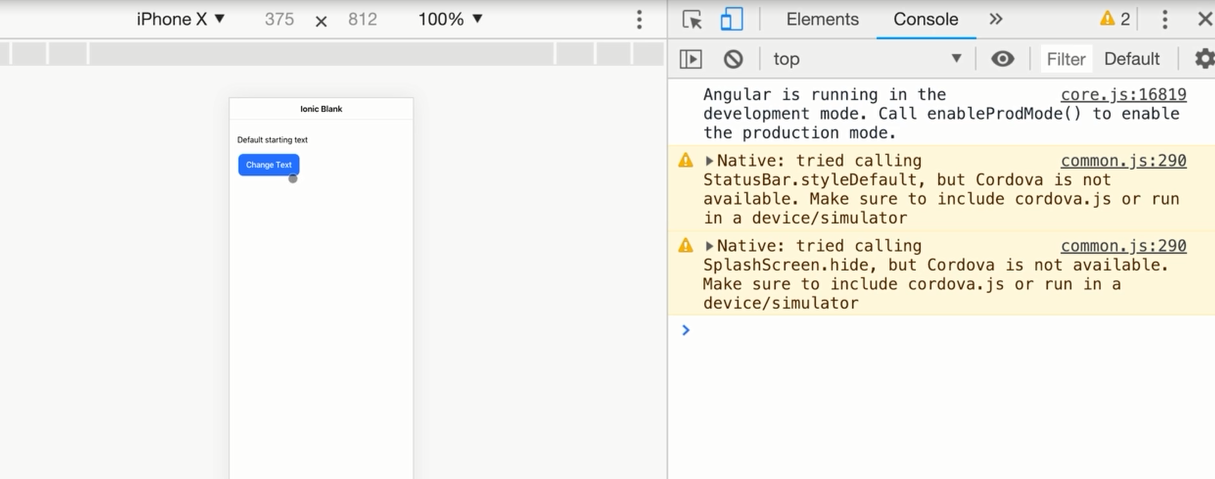 iPhone X ▼ 375 × 812 100% ▼
Elements Console » 2
top ▼ Filter Default
Ionic Blank
Default starting text
Change Text
Angular is running in the core.js:16819
development mode. Call enableProdMode() to enable
the production mode.
▶Native: tried calling common.js:290
StatusBar.styleDefault, but Cordova is not
available. Make sure to include cordova.js or run
in a device/simulator
▶Native: tried calling common.js:290
SplashScreen.hide, but Cordova is not available.
Make sure to include cordova.js or run in a
device/simulator